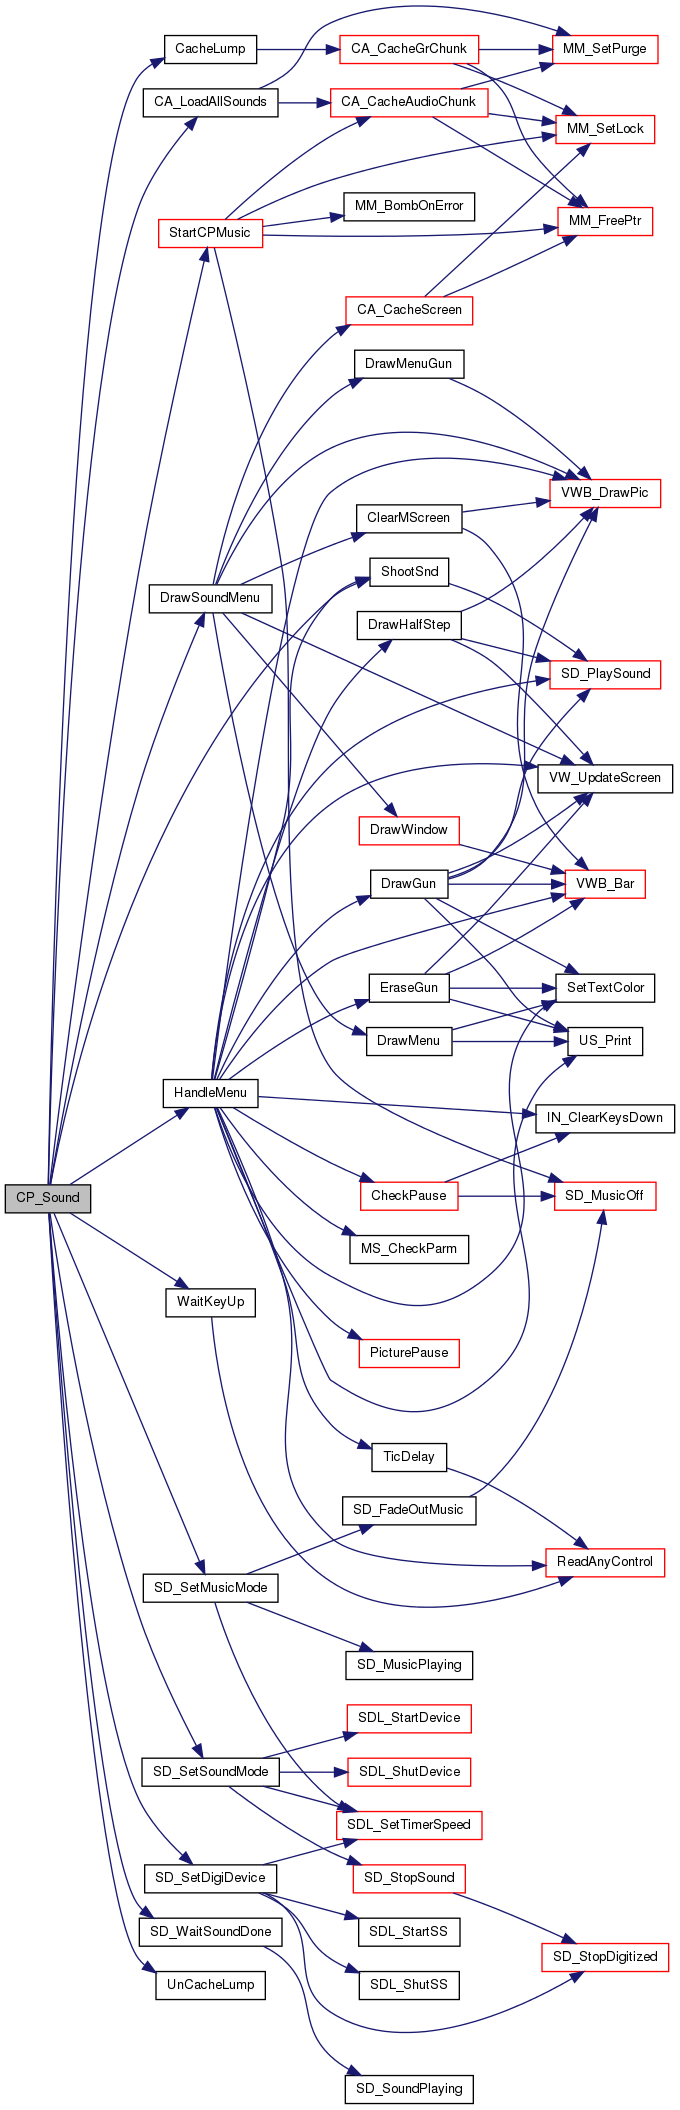 CacheLump
CA_CacheGrChunk
MM_SetPurge
CA_LoadAllSounds
CA_CacheAudioChunk
MM_SetLock
MM_BombOnError
StartCPMusic
MM_FreePtr
CA_CacheScreen
DrawMenuGun
VWB_DrawPic
ClearMScreen
ShootSnd
DrawSoundMenu
DrawHalfStep
SD_PlaySound
VW_UpdateScreen
DrawWindow
DrawGun
VWB_Bar
EraseGun
SetTextColor
DrawMenu
US_Print
HandleMenu
IN_ClearKeysDown
CP_Sound
CheckPause
SD_MusicOff
MS_CheckParm
WaitKeyUp
PicturePause
TicDelay
SD_FadeOutMusic
ReadAnyControl
SD_SetMusicMode
SD_MusicPlaying
SDL_StartDevice
SD_SetSoundMode
SDL_ShutDevice
SDL_SetTimerSpeed
SD_SetDigiDevice
SD_StopSound
SD_WaitSoundDone
SDL_StartSS
SD_StopDigitized
UnCacheLump
SDL_ShutSS
SD_SoundPlaying